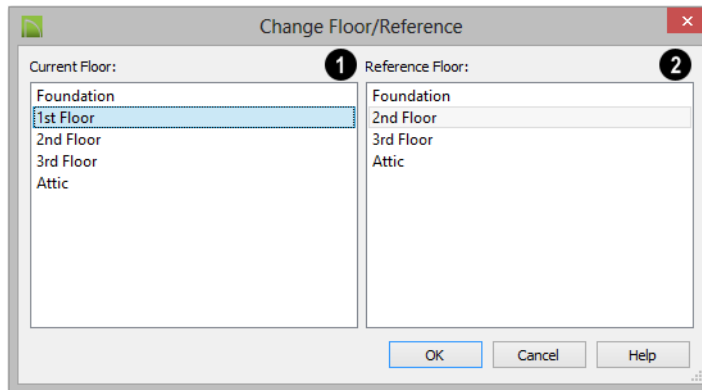 Change Floor/Reference
Current Floor:
1
Foundation
1st Floor
2nd Floor
3rd Floor
Attic
Reference Floor:
2
Foundation
2nd Floor
3rd Floor
Attic
OK
Cancel
Help